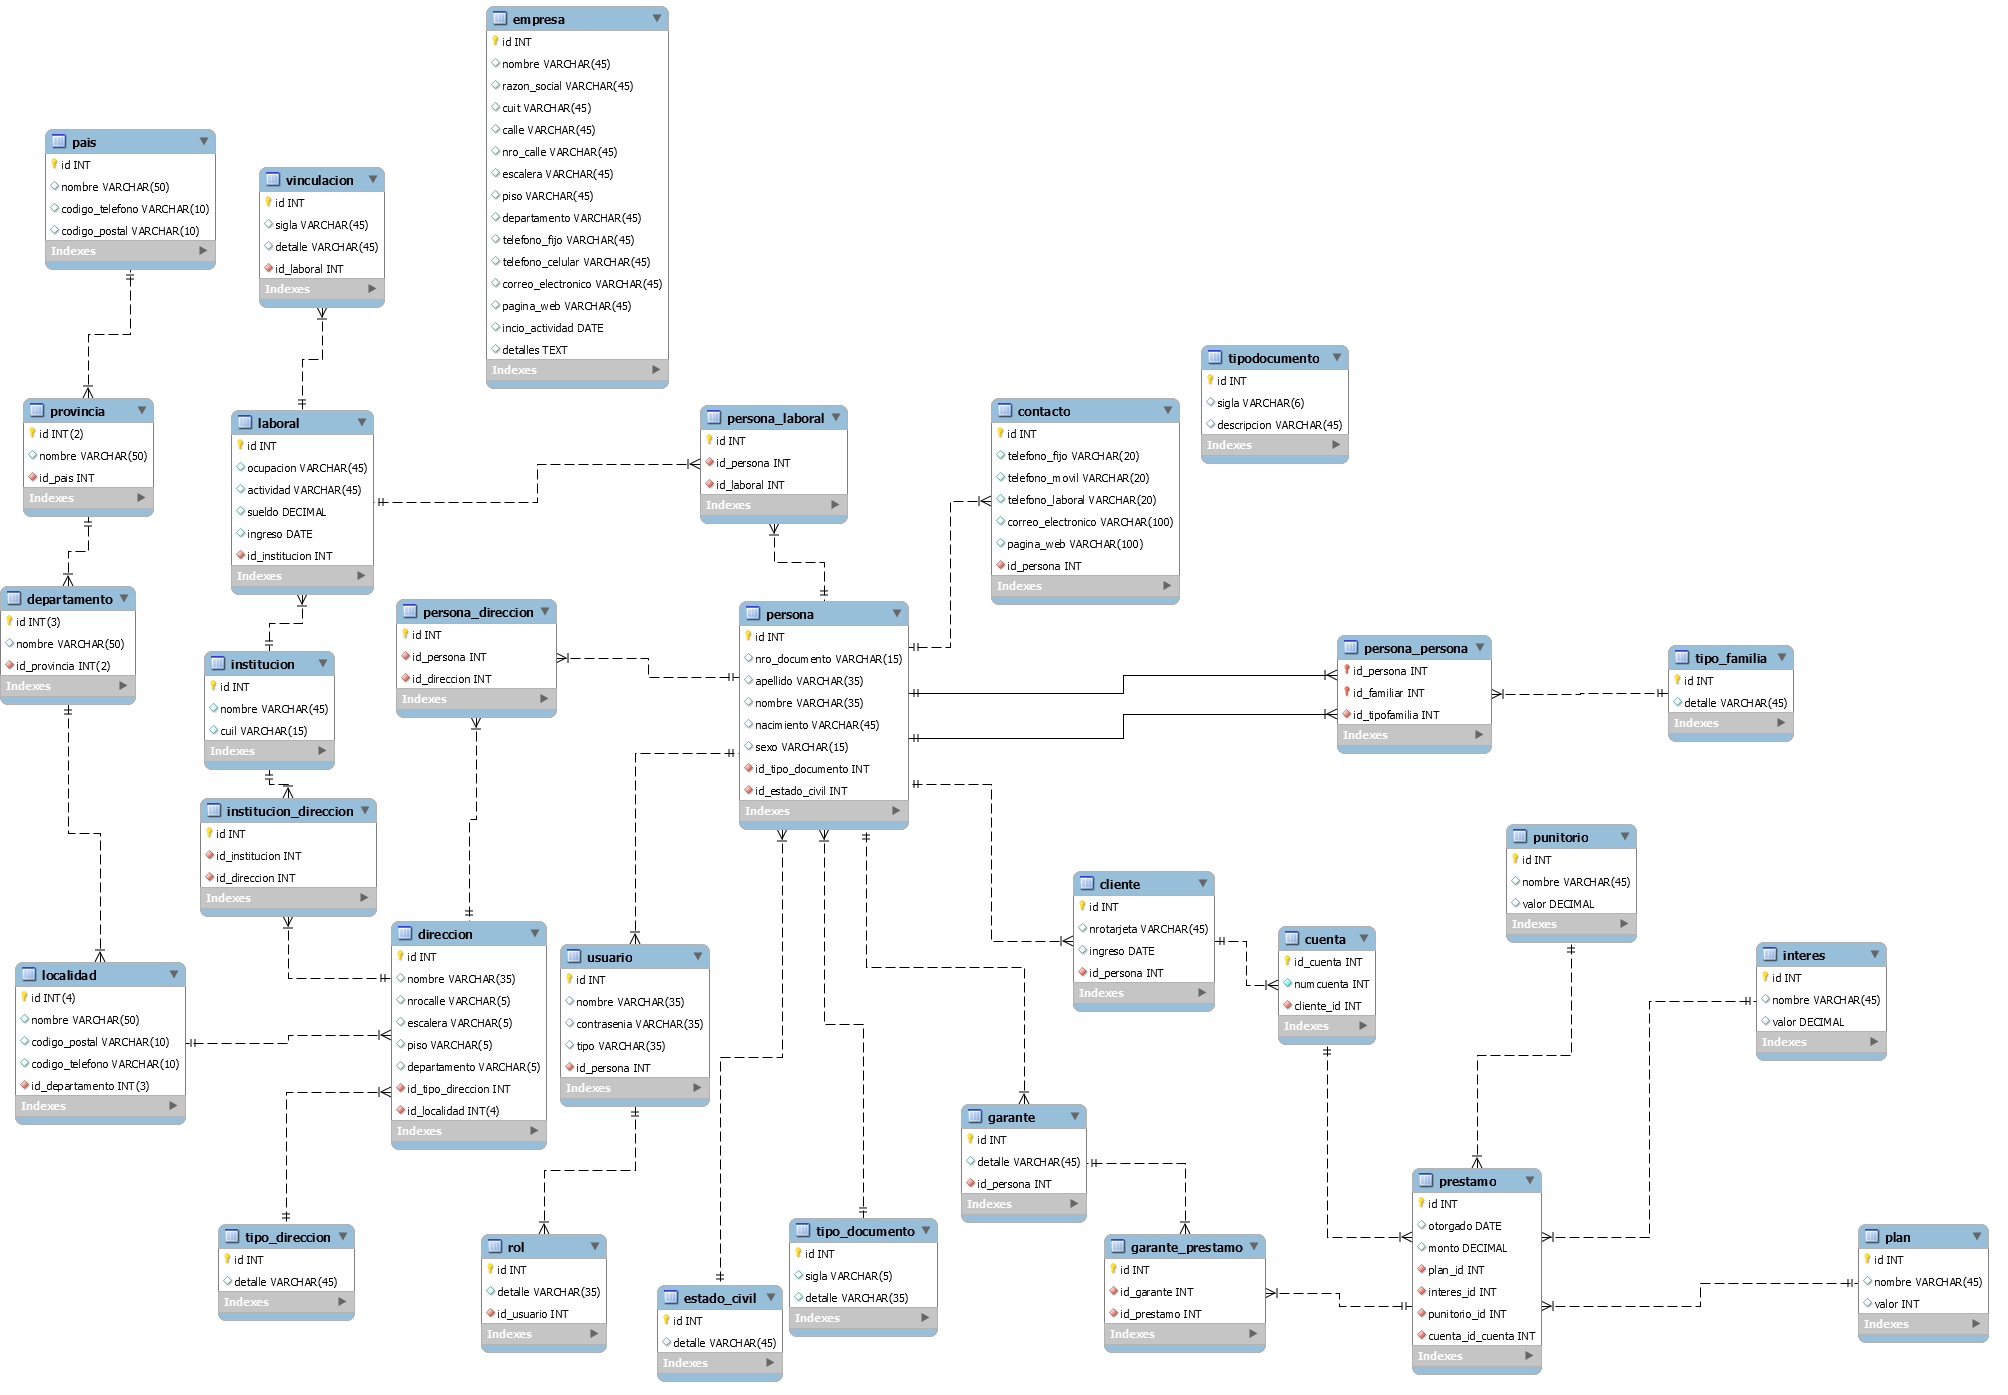 empresa
id INT
nombre VARCHAR(45)
razon_social VARCHAR(45)
cuit VARCHAR(45)
calle VARCHAR(45)
nro_calle VARCHAR(45)
escalera VARCHAR(45)
piso VARCHAR(45)
departamento VARCHAR(45)
telefono_fijo VARCHAR(45)
telefono_celular VARCHAR(45)
correo_electronico VARCHAR(45)
pagina_web VARCHAR(45)
incio_actividad DATE
detalles TEXT
Indexes
pais
id INT
nombre VARCHAR(50)
codigo_telefono VARCHAR(10)
codigo_postal VARCHAR(10)
Indexes
vinculacion
id INT
sigla VARCHAR(45)
detalle VARCHAR(45)
id_laboral INT
Indexes
tipodocumento
id INT
sigla VARCHAR(6)
descripcion VARCHAR(45)
Indexes
provincia
id INT(2)
nombre VARCHAR(50)
id_pais INT
Indexes
laboral
id INT
ocupacion VARCHAR(45)
actividad VARCHAR(45)
sueldo DECIMAL
ingreso DATE
id_institucion INT
Indexes
persona_laboral
id INT
id_persona INT
id_laboral INT
Indexes
contacto
id INT
telefono_fijo VARCHAR(20)
telefono_movil VARCHAR(20)
telefono_laboral VARCHAR(20)
correo_electronico VARCHAR(100)
pagina_web VARCHAR(100)
id_persona INT
Indexes
departamento
id INT(3)
nombre VARCHAR(50)
id_provincia INT(2)
Indexes
persona_direccion
id INT
id_persona INT
id_direccion INT
Indexes
persona
id INT
nro_documento VARCHAR(15)
apellido VARCHAR(35)
nombre VARCHAR(35)
nacimiento VARCHAR(45)
sexo VARCHAR(15)
id_tipo_documento INT
id_estado_civil INT
Indexes
persona_persona
id_persona INT
id_familiar INT
id_tipofamilia INT
Indexes
tipo_familia
id INT
detalle VARCHAR(45)
Indexes
institucion
id INT
nombre VARCHAR(45)
cuil VARCHAR(15)
Indexes
institucion_direccion
id INT
id_institucion INT
id_direccion INT
Indexes
punitorio
id INT
nombre VARCHAR(45)
valor DECIMAL
Indexes
cliente
id INT
nrotarjeta VARCHAR(45)
ingreso DATE
id_persona INT
Indexes
cuenta
id_cuenta INT
numcuenta INT
cliente_id INT
Indexes
interes
id INT
nombre VARCHAR(45)
valor DECIMAL
Indexes
localidad
id INT(4)
nombre VARCHAR(50)
codigo_postal VARCHAR(10)
codigo_telefono VARCHAR(10)
id_departamento INT(3)
Indexes
direccion
id INT
nombre VARCHAR(35)
nrocalle VARCHAR(5)
escalera VARCHAR(5)
piso VARCHAR(5)
departamento VARCHAR(5)
id_tipo_direccion INT
id_localidad INT(4)
Indexes
usuario
id INT
nombre VARCHAR(35)
contrasenia VARCHAR(35)
tipo VARCHAR(35)
id_persona INT
Indexes
garante
id INT
detalle VARCHAR(45)
id_persona INT
Indexes
prestamo
id INT
otorgado DATE
monto DECIMAL
plan_id INT
interes_id INT
punitorio_id INT
cuenta_id_cuenta INT
Indexes
tipo_direccion
id INT
detalle VARCHAR(45)
Indexes
rol
id INT
detalle VARCHAR(35)
id_usuario INT
Indexes
estado_civil
id INT
detalle VARCHAR(45)
Indexes
tipo_documento
id INT
sigla VARCHAR(5)
detalle VARCHAR(35)
Indexes
garante_prestamo
id INT
id_garante INT
id_prestamo INT
Indexes
plan
id INT
nombre VARCHAR(45)
valor INT
Indexes